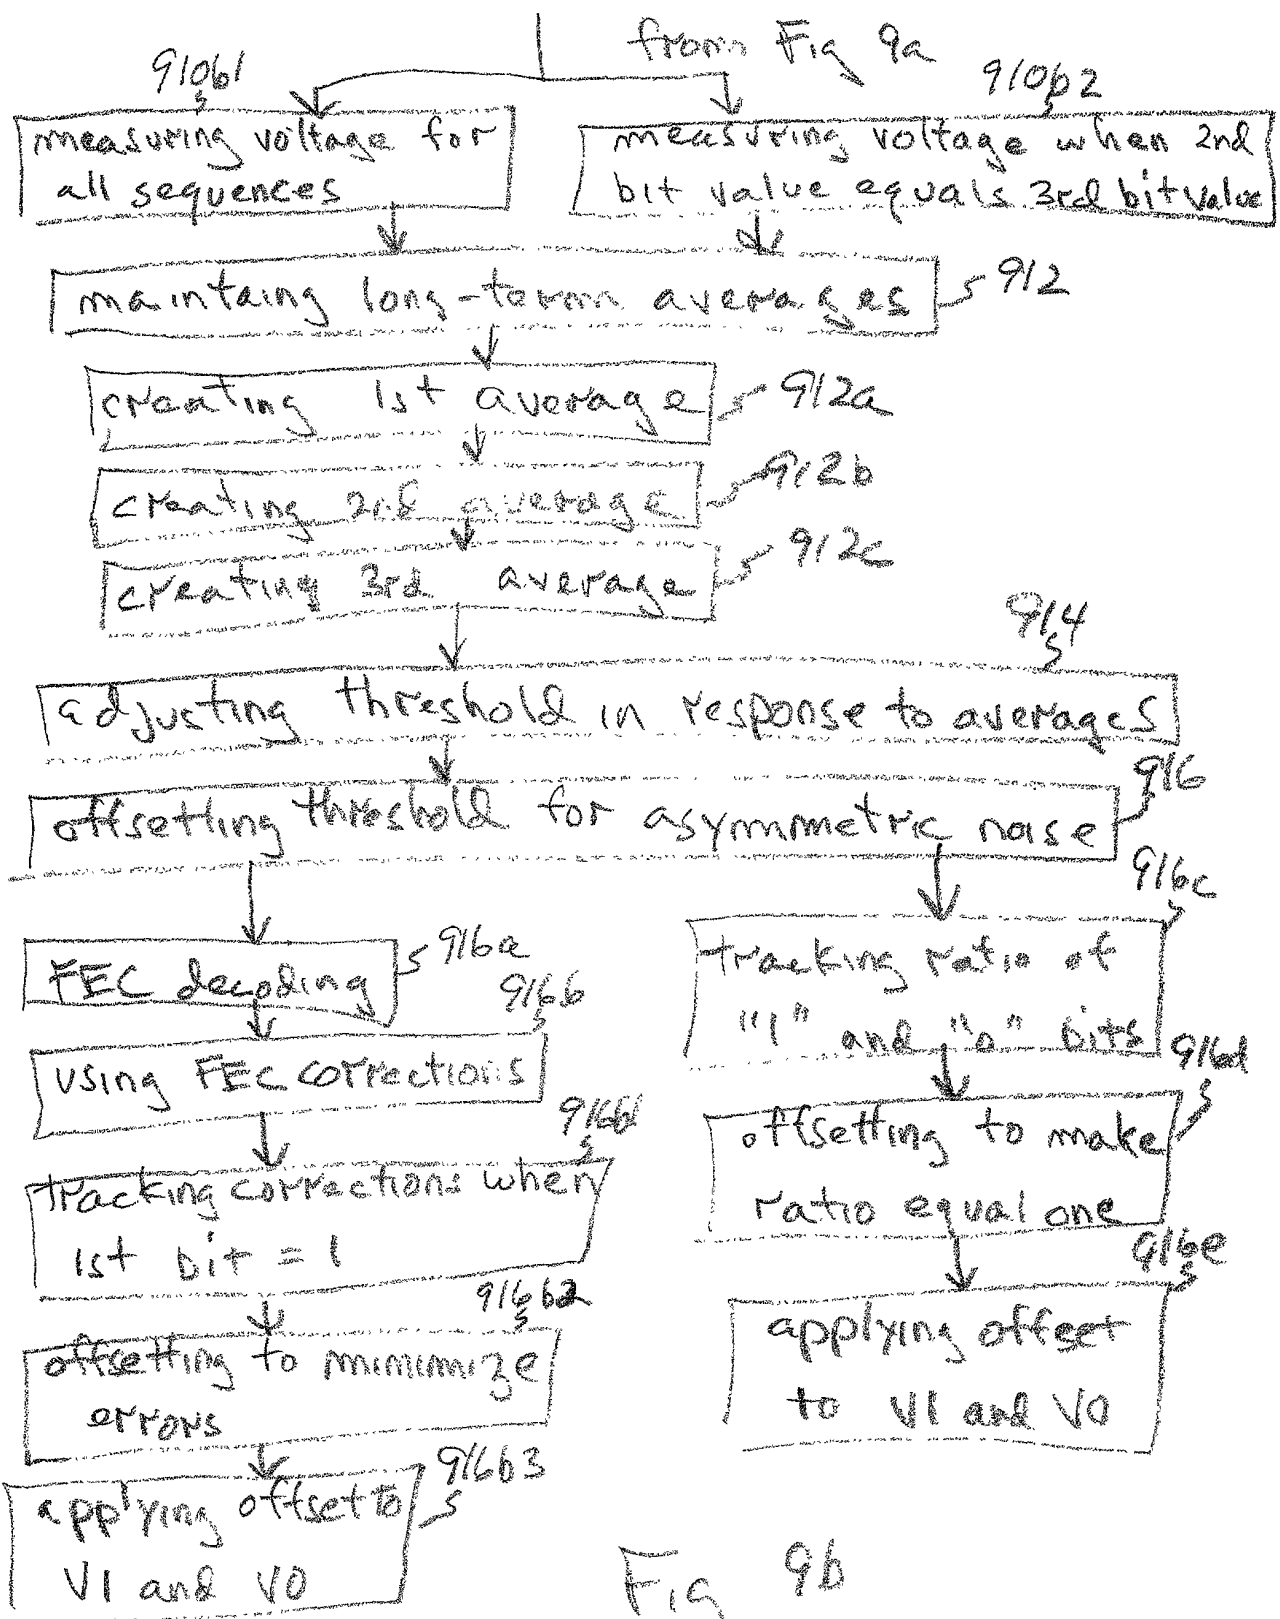 from Fig 9a
910b1
910b2
measuring voltage for
all sequences
measuring voltage when 2nd
bit value equals 3rd bit value
maintaing long-term averages
912
creating 1st average
912a
creating 2nd average
912b
creating 3rd average
912c
914
adjusting threshold in response to averages
916
offsetting threshold for asymmetric noise
916c
FEC decoding
916a
tracking ratio of
"1" and "0" bits
916b
using FEC corrections
916d
offsetting to make
ratio equal one
916b1
tracking corrections when
1st bit = 1
916e
applying offset
to V1 and V0
916b2
offsetting to mimimize
errors
916b3
applying offset to
V1 and V0
Fig 9b